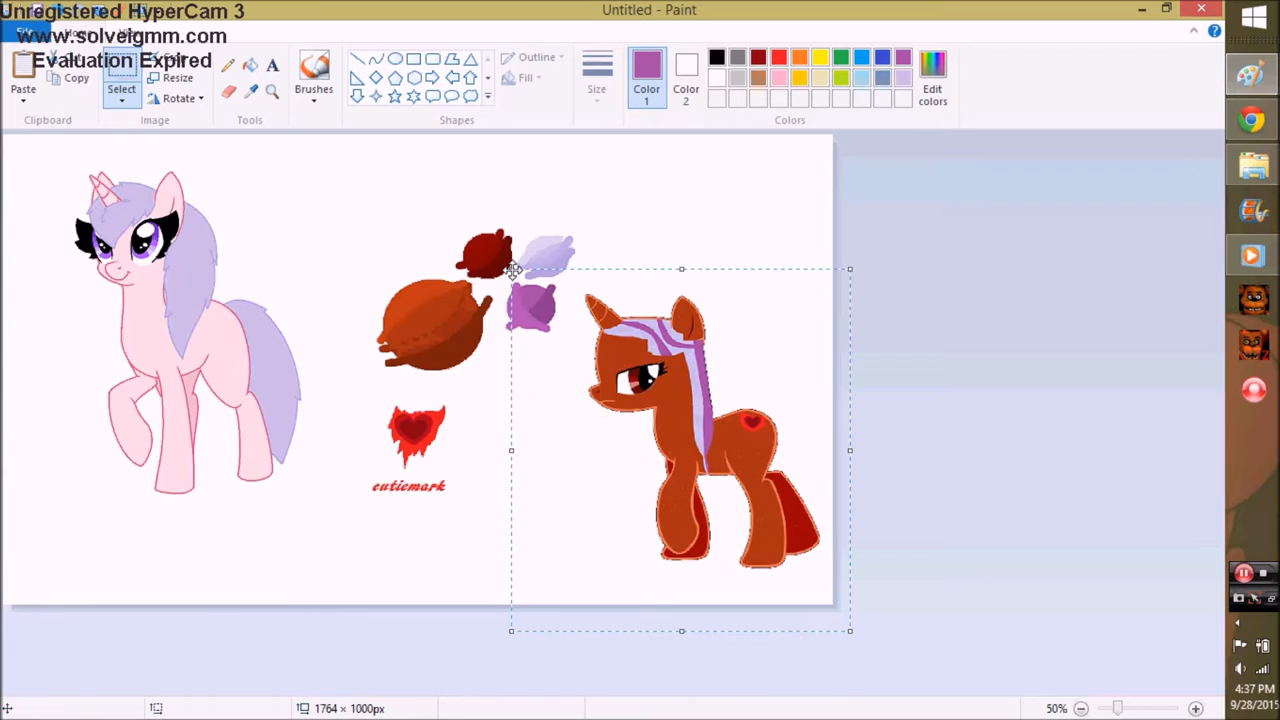 Unregistered HyperCam 3
www.solveigmm.com
Evaluation Expired
Untitled - Paint
File
Paste
Cut
Copy
Clipboard
Select
Resize
Rotate
Image
Tools
Brushes
Outline
Fill
Shapes
Size
Color 1
Color 2
Edit colors
Colors
cutiemark
1764 × 1000px
50%
4:37 PM
9/28/2015